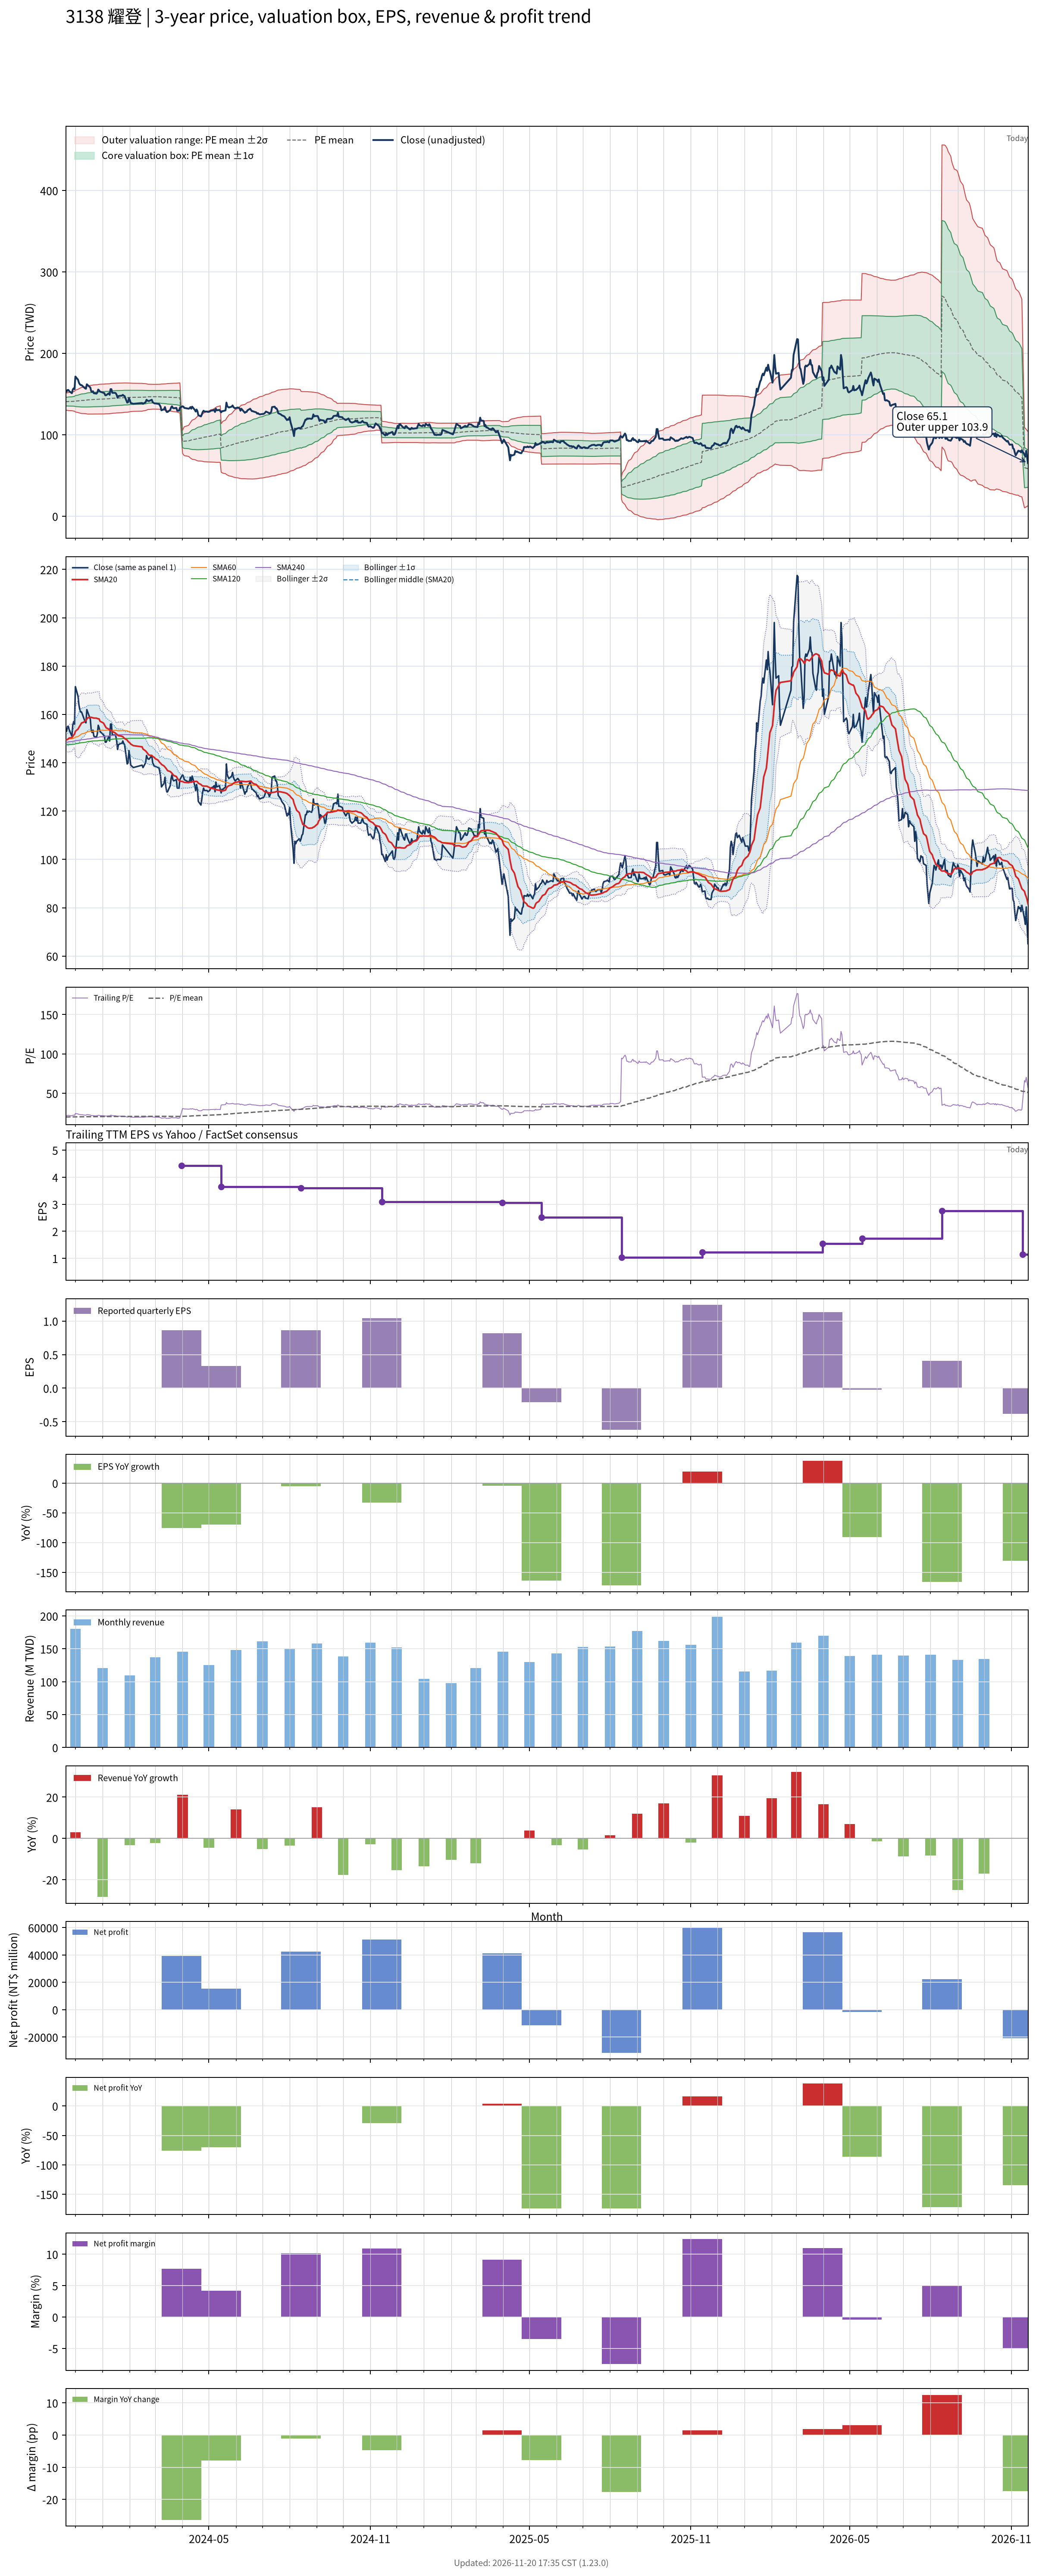 3138 耀登 | 3-year price, valuation box, EPS, revenue & profit trend
Outer valuation range: PE mean ±2σ
PE mean
Close (unadjusted)
Core valuation box: PE mean ±1σ
Today
Price (TWD)
400
300
200
100
0
Close 65.1
Outer upper 103.9
Close (same as panel 1)
SMA60
SMA240
Bollinger ±1σ
SMA20
SMA120
Bollinger ±2σ
Bollinger middle (SMA20)
Price
220
200
180
160
140
120
100
80
60
Trailing P/E
P/E mean
P/E
150
100
50
Trailing TTM EPS vs Yahoo / FactSet consensus
Today
EPS
5
4
3
2
1
Reported quarterly EPS
EPS
1.0
0.5
0.0
-0.5
EPS YoY growth
YoY (%)
0
-50
-100
-150
Monthly revenue
Revenue (M TWD)
200
150
100
50
0
Revenue YoY growth
YoY (%)
20
0
-20
Month
Net profit
Net profit (NT$ million)
60000
40000
20000
0
-20000
Net profit YoY
YoY (%)
0
-50
-100
-150
Net profit margin
Margin (%)
10
5
0
-5
Margin YoY change
Δ margin (pp)
10
0
-10
-20
2024-05
2024-11
2025-05
2025-11
2026-05
2026-11
Updated: 2026-11-20 17:35 CST (1.23.0)